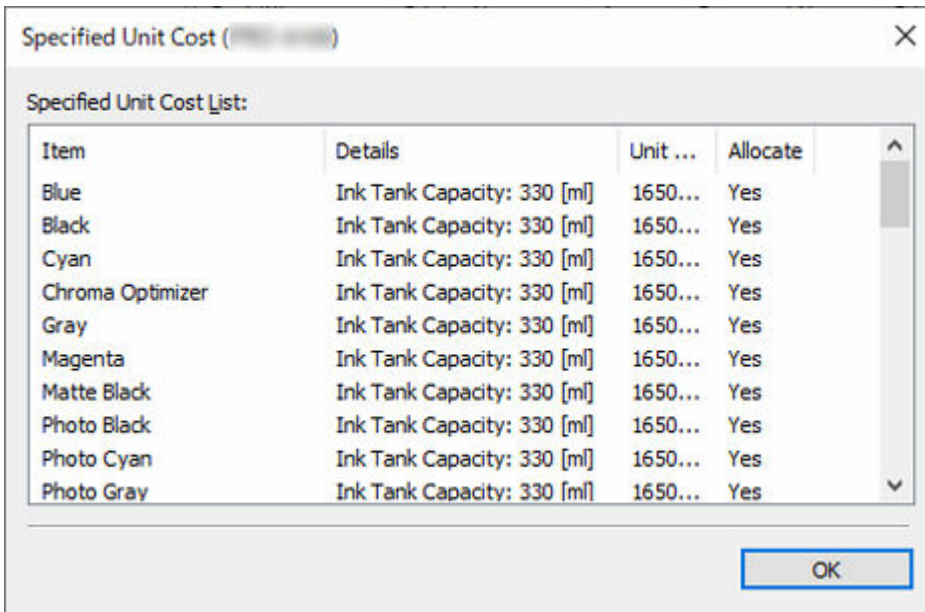 Specified Unit Cost ( )
Specified Unit Cost List:
Item Details Unit ... Allocate
Blue Ink Tank Capacity: 330 [ml] 1650... Yes
Black Ink Tank Capacity: 330 [ml] 1650... Yes
Cyan Ink Tank Capacity: 330 [ml] 1650... Yes
Chroma Optimizer Ink Tank Capacity: 330 [ml] 1650... Yes
Gray Ink Tank Capacity: 330 [ml] 1650... Yes
Magenta Ink Tank Capacity: 330 [ml] 1650... Yes
Matte Black Ink Tank Capacity: 330 [ml] 1650... Yes
Photo Black Ink Tank Capacity: 330 [ml] 1650... Yes
Photo Cyan Ink Tank Capacity: 330 [ml] 1650... Yes
Photo Gray Ink Tank Capacity: 330 [ml] 1650... Yes
OK